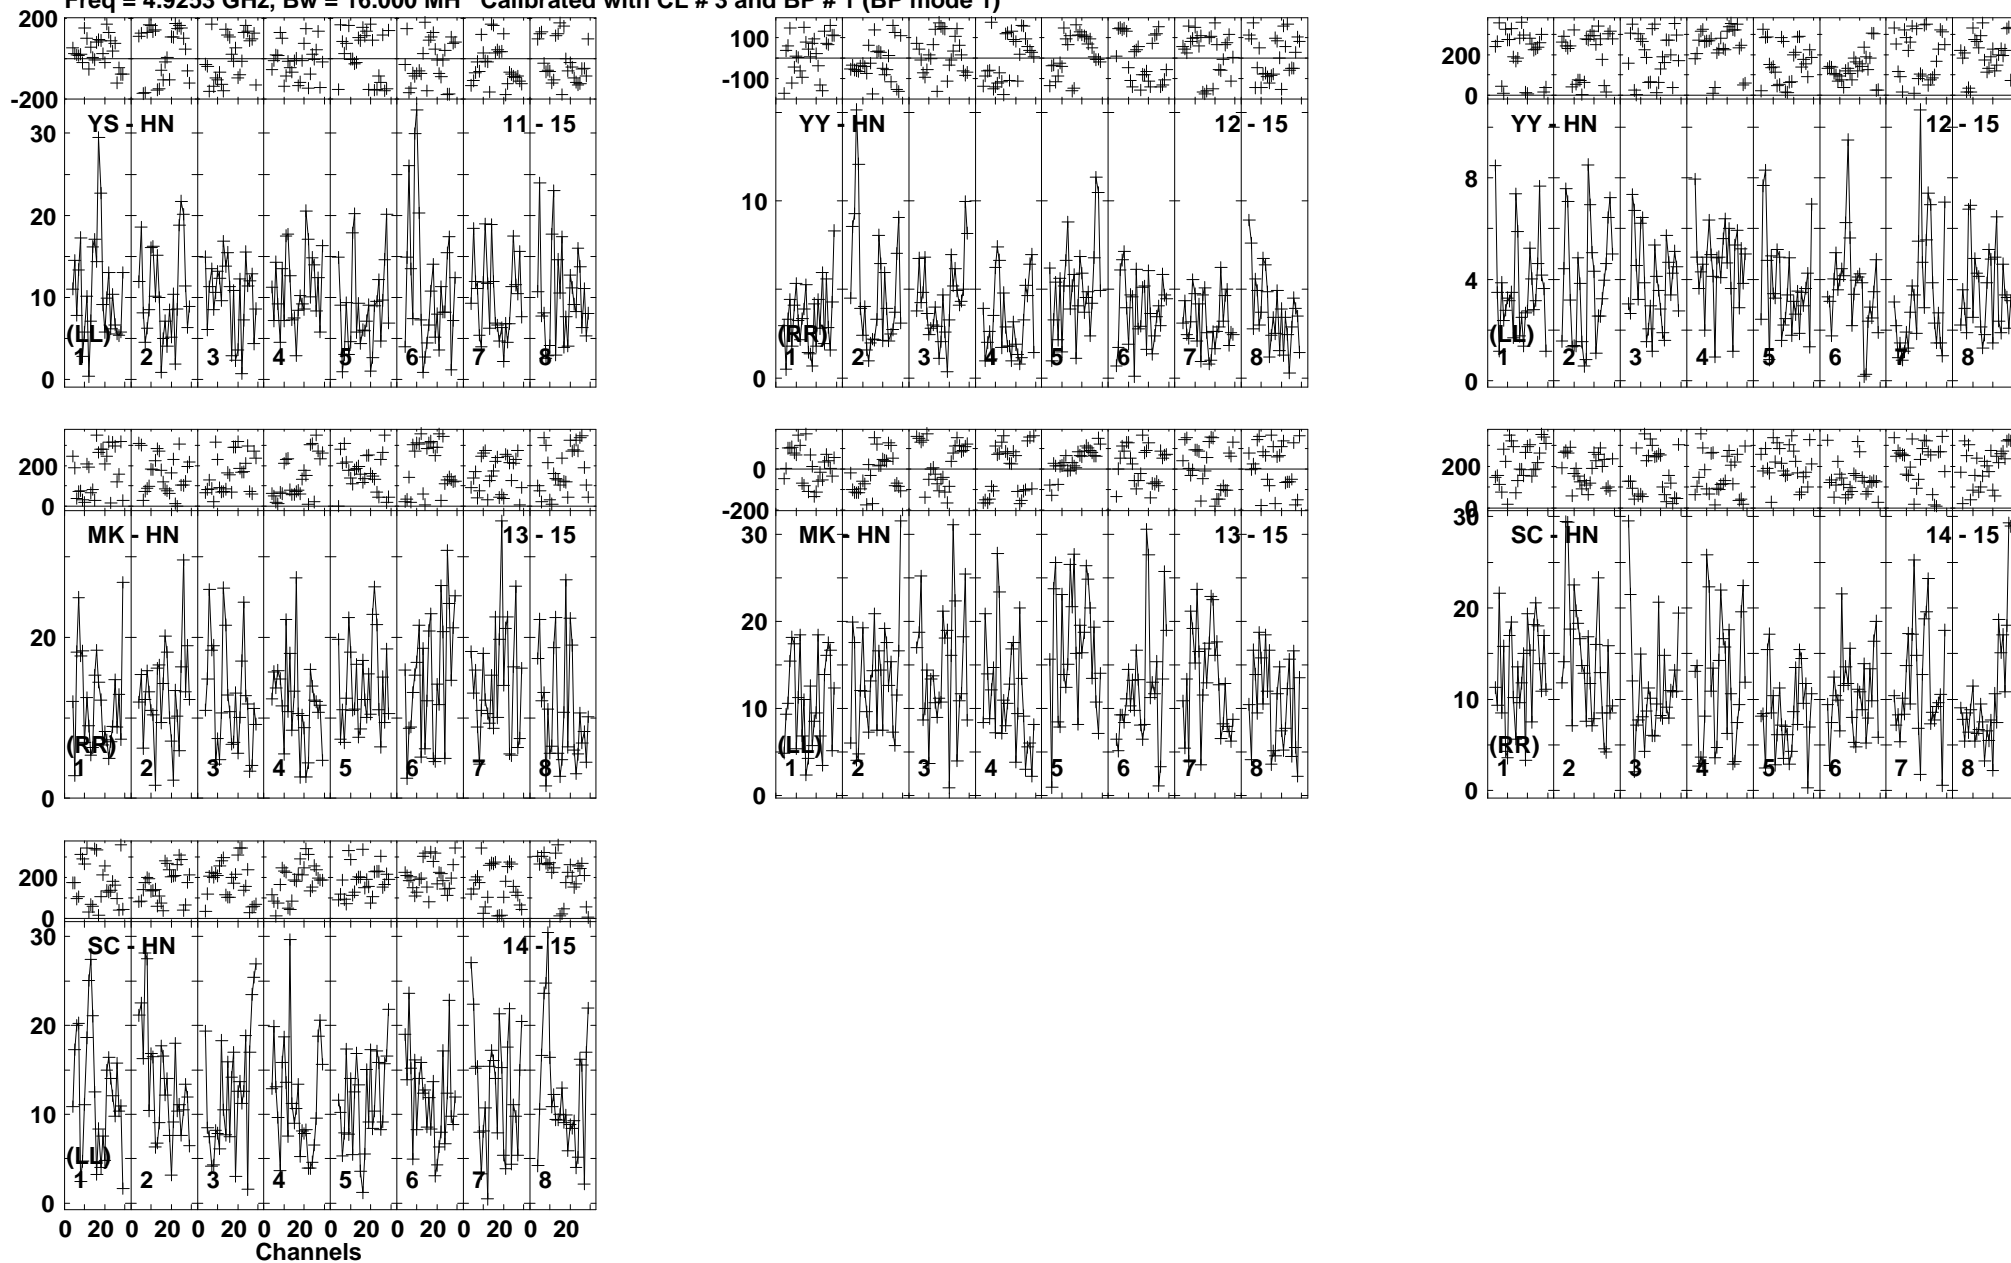 Freq = 4.9253 GHz, Bw = 16.000 MH Calibrated with CL # 3 and BP # 1 (BP mode 1)
200
-200
100
-100
200
0
YS - HN 11 - 15
YY - HN 12 - 15
YY - HN 12 - 15
30
20
10
0
10
0
8
4
0
(LL)
1 2 3 4 5 6 7 8
(RR)
1 2 3 4 5 6 7 8
(LL)
1 2 3 4 5 6 7 8
200
0
0
-200
200
0
MK - HN 13 - 15
MK - HN 13 - 15
SC - HN 14 - 15
20
0
30
20
10
0
30
20
10
0
(RR)
1 2 3 4 5 6 7 8
(LL)
1 2 3 4 5 6 7 8
(RR)
1 2 3 4 5 6 7 8
200
0
SC - HN 14 - 15
30
20
10
0
(LL)
1 2 3 4 5 6 7 8
0 20 0 20 0 20 0 20 0 20 0 20 0 20 0 20
Channels